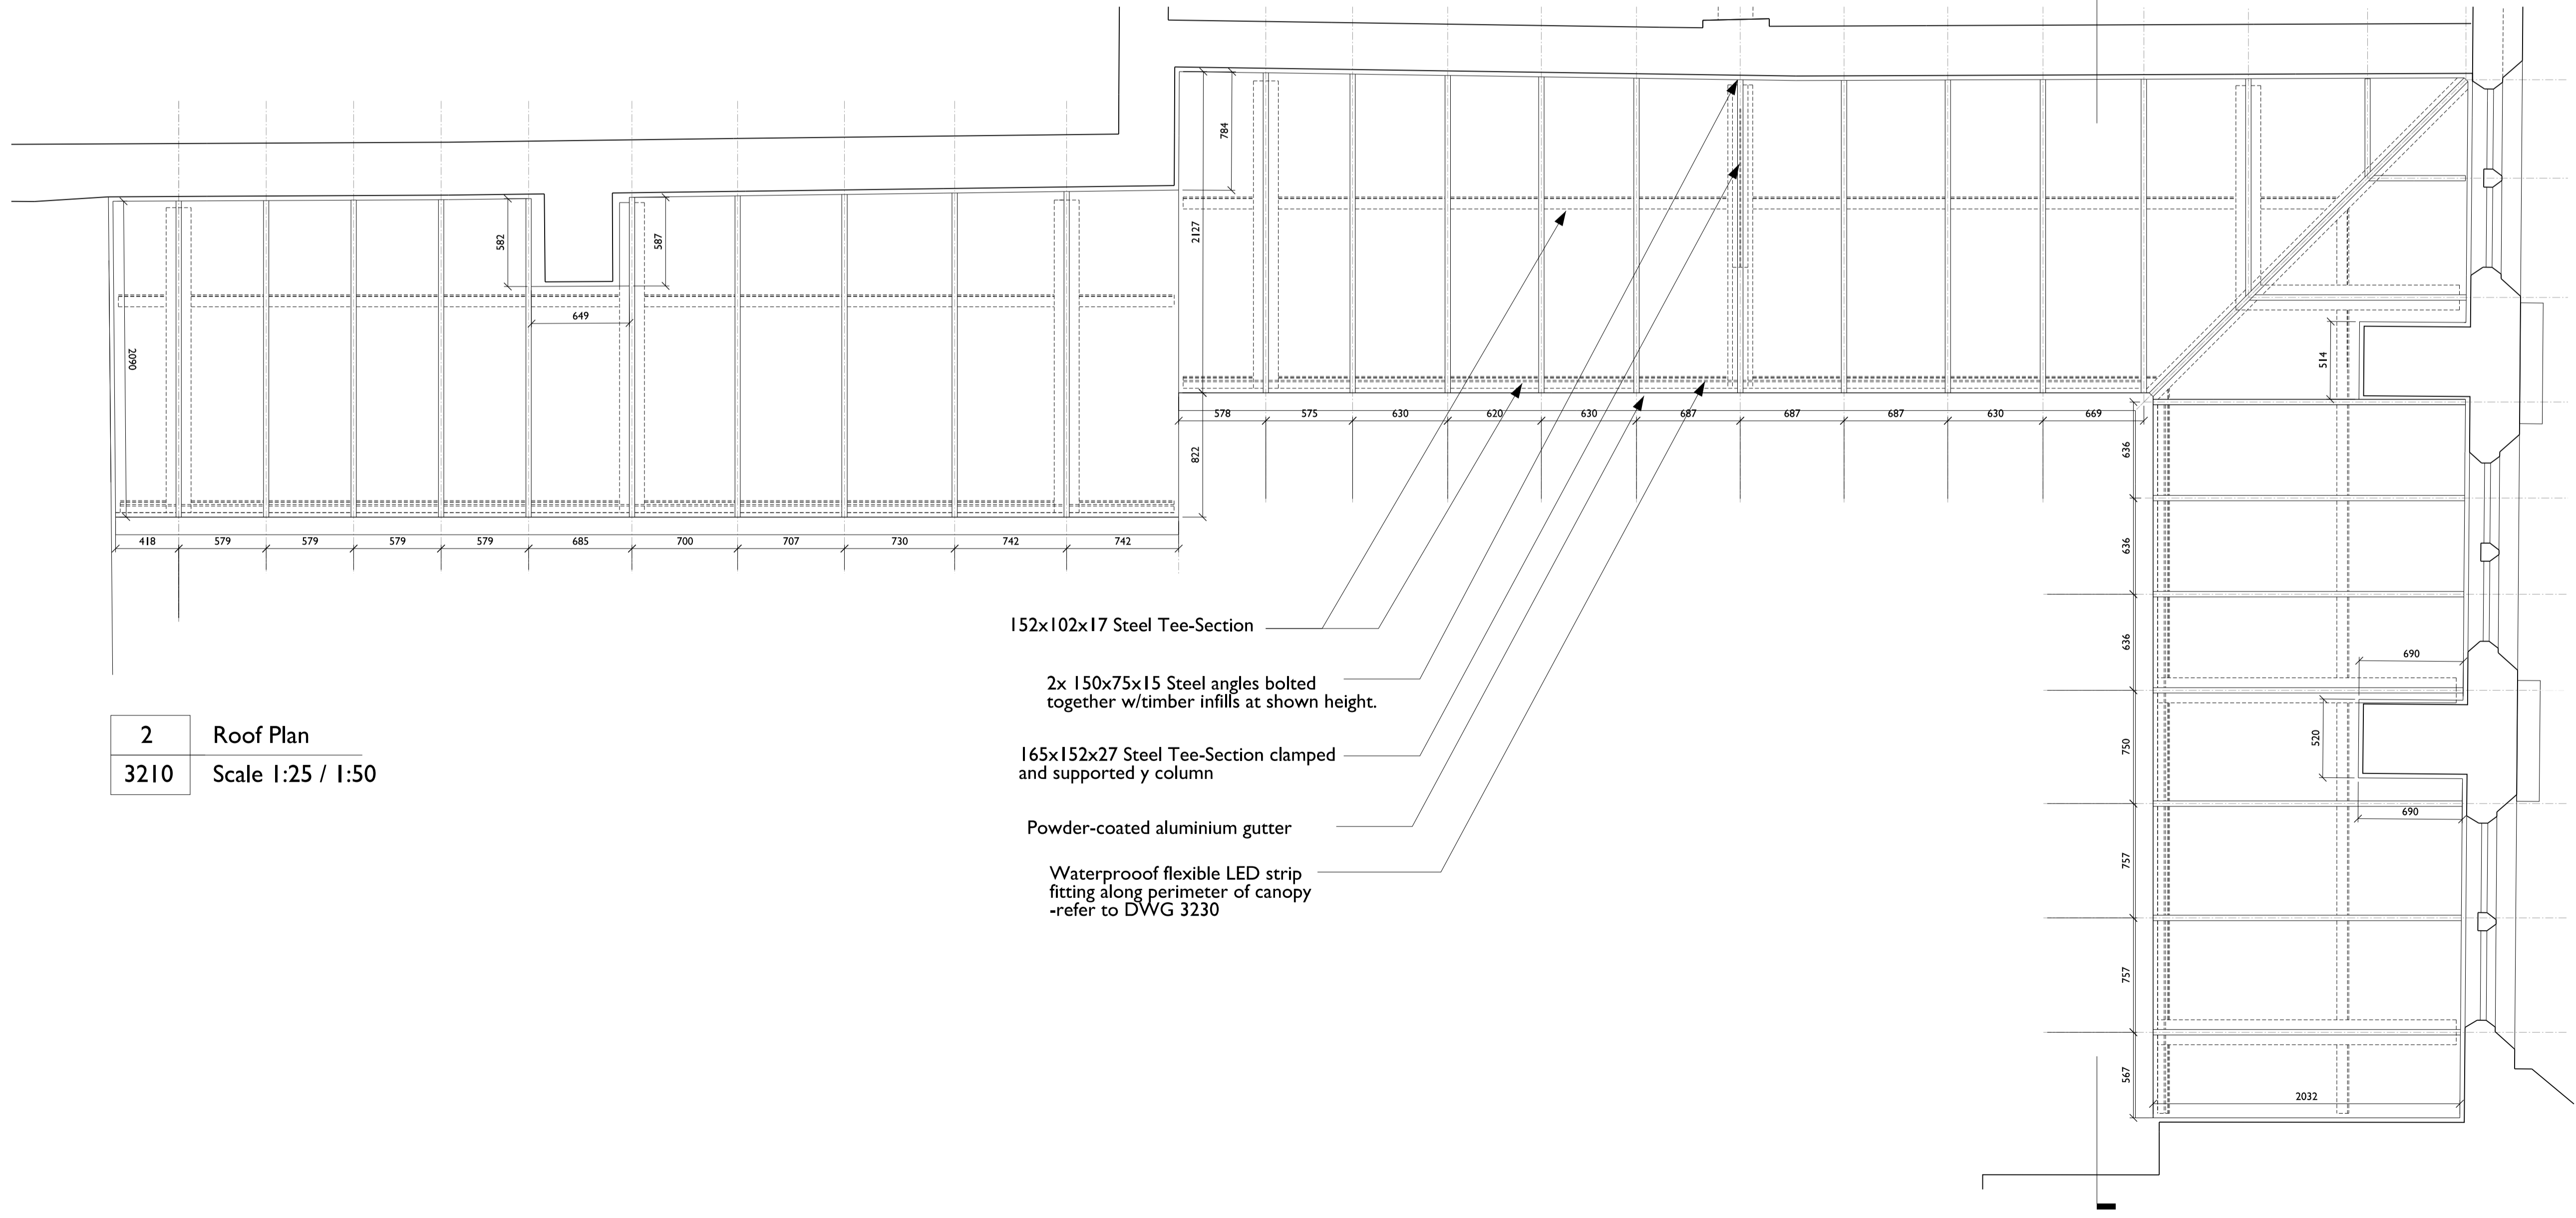 784
2127
582
587
649
2090
514
578 575 630 620 630 687 687 687 630 669
822
636
636
636
750
757
757
567
418 579 579 579 579 685 700 707 730 742 742
690
520
690
2032
152x102x17 Steel Tee-Section
2x 150x75x15 Steel angles bolted
together w/timber infills at shown height.
165x152x27 Steel Tee-Section clamped
and supported y column
Powder-coated aluminium gutter
Waterprooof flexible LED strip
fitting along perimeter of canopy
-refer to DWG 3230
2 Roof Plan
3210 Scale 1:25 / 1:50